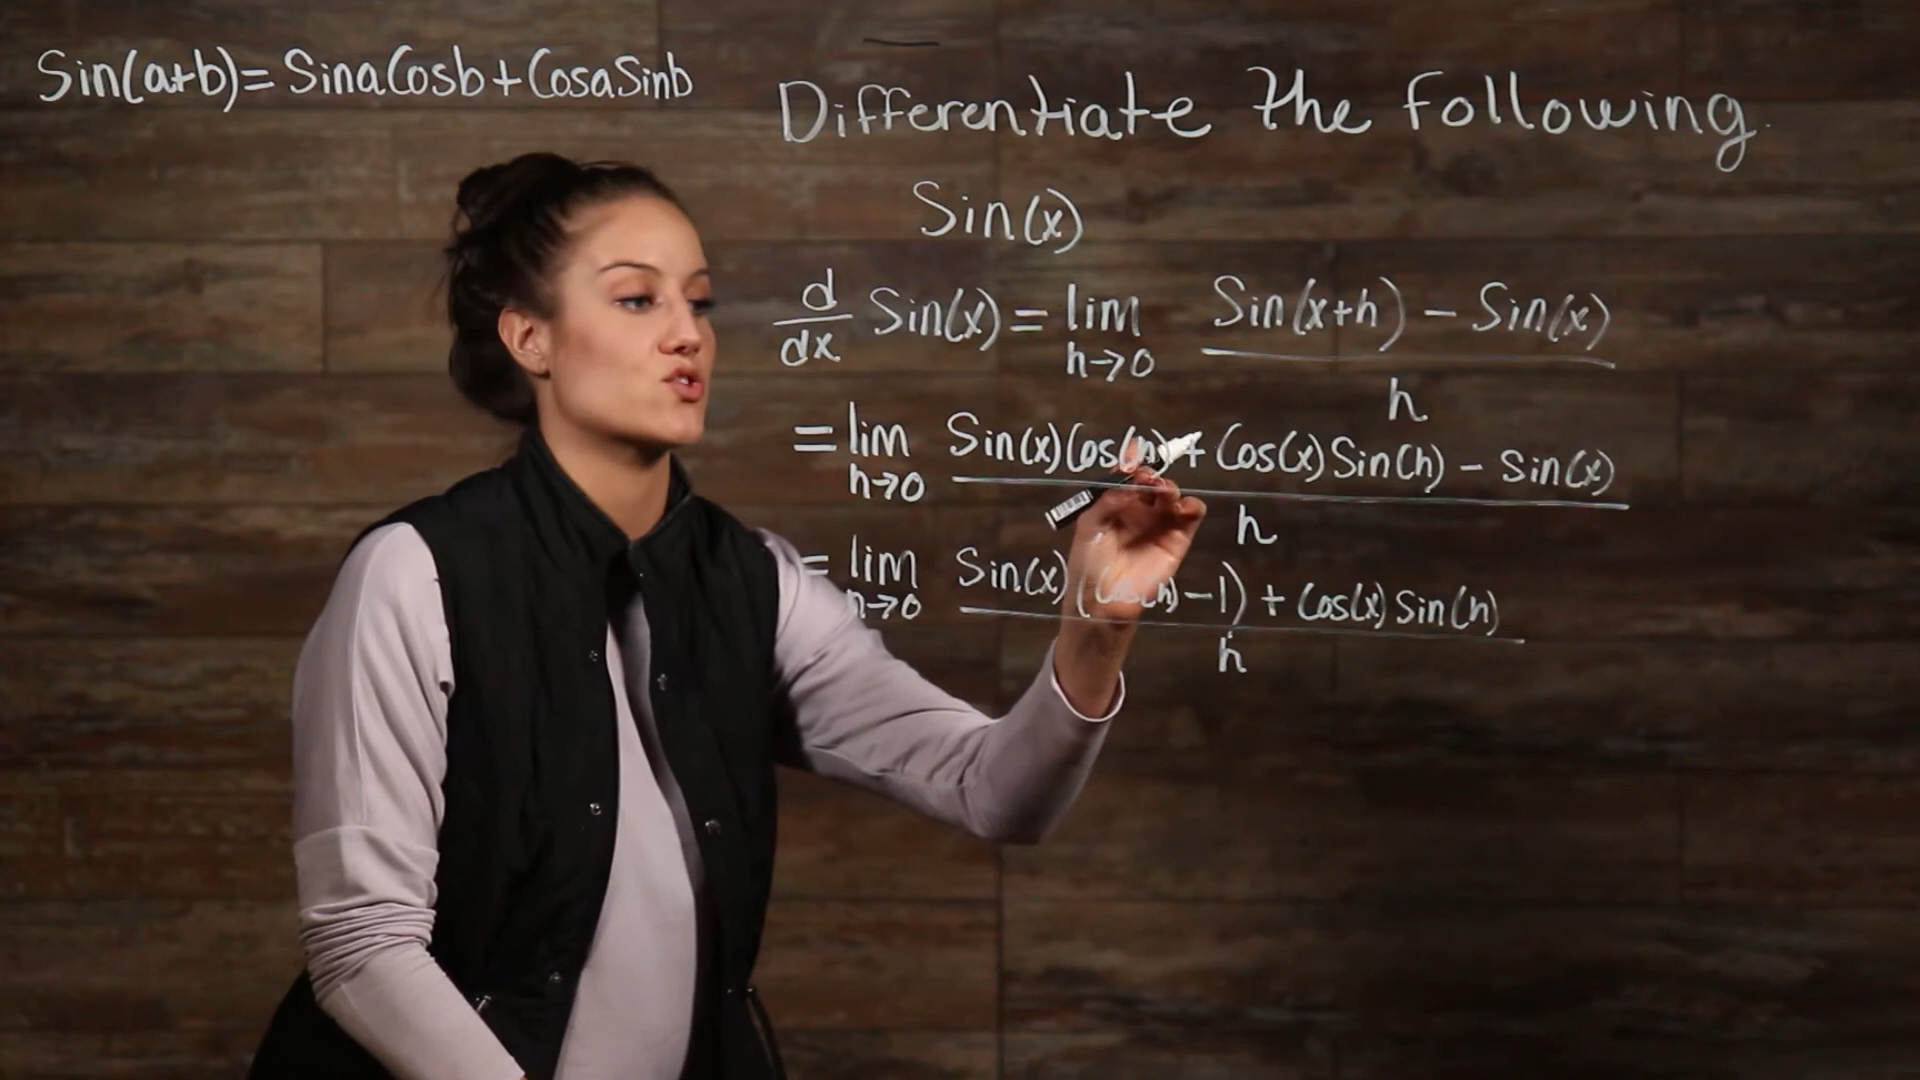 Sin(a+b)= SinaCosb+CosaSinb
Differentiate the following.
Sin(x)
d/dx Sin(x) = lim h→0 Sin(x+h) - Sin(x) / h
= lim h→0 Sin(x)Cos(h) + Cos(x)Sin(h) - Sin(x) / h
= lim h→0 Sin(x)(Cos(h)-1) + Cos(x)Sin(h) / h